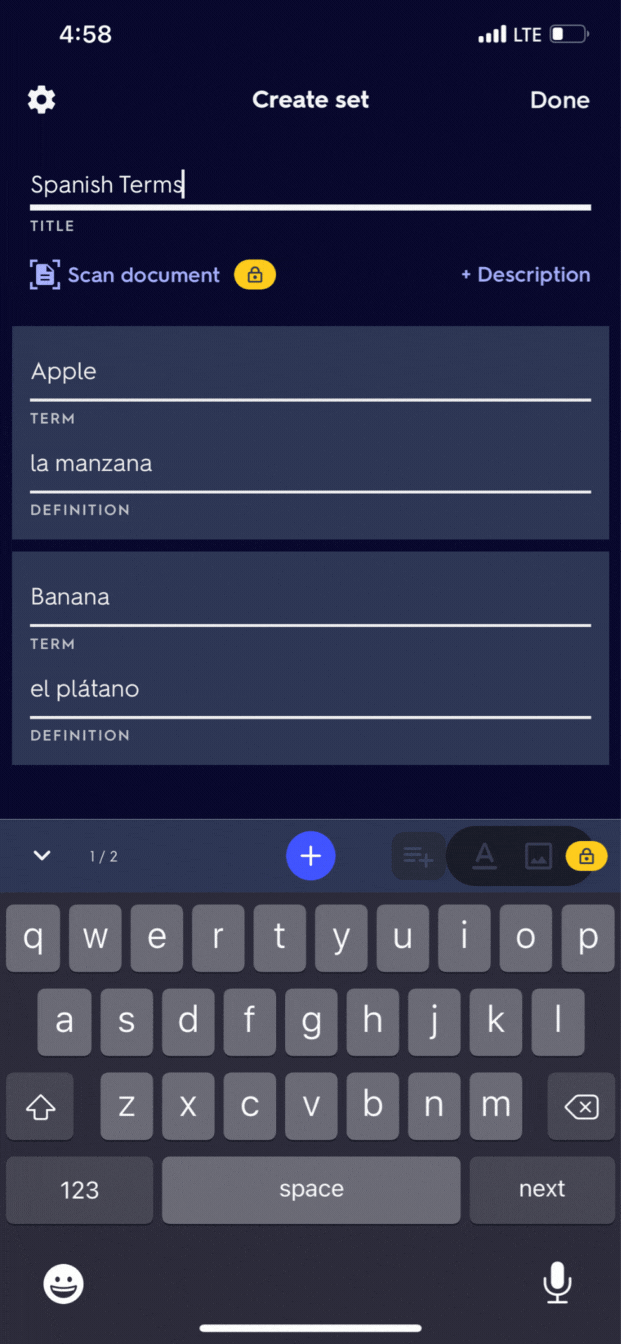 4:58 LTE
Create set Done
Spanish Terms
TITLE
Scan document + Description
Apple
TERM
la manzana
DEFINITION
Banana
TERM
el plátano
DEFINITION
1 / 2
A
q w e r t y u i o p
a s d f g h j k l
z x c v b n m
123 space next